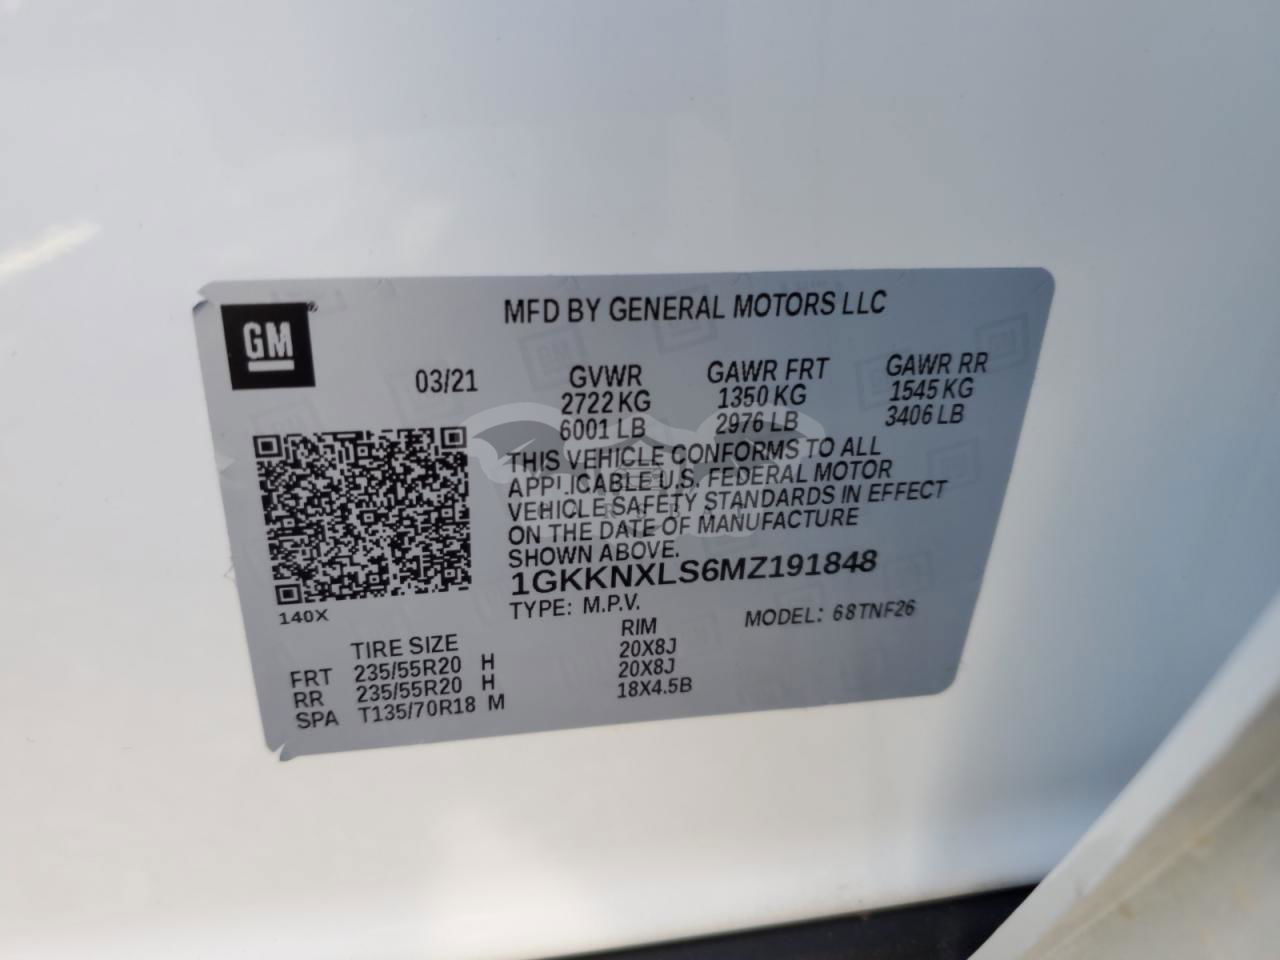 GM
MFD BY GENERAL MOTORS LLC
03/21 GVWR GAWR FRT GAWR RR
2722 KG 1350 KG 1545 KG
6001 LB 2976 LB 3406 LB
THIS VEHICLE CONFORMS TO ALL
APPLICABLE U.S. FEDERAL MOTOR
VEHICLE SAFETY STANDARDS IN EFFECT
ON THE DATE OF MANUFACTURE
SHOWN ABOVE.
1GKKNXLS6MZ191848
140X TYPE: M.P.V. MODEL: 68TNF26
TIRE SIZE RIM
FRT 235/55R20 H 20X8J
RR 235/55R20 H 20X8J
SPA T135/70R18 M 18X4.5B